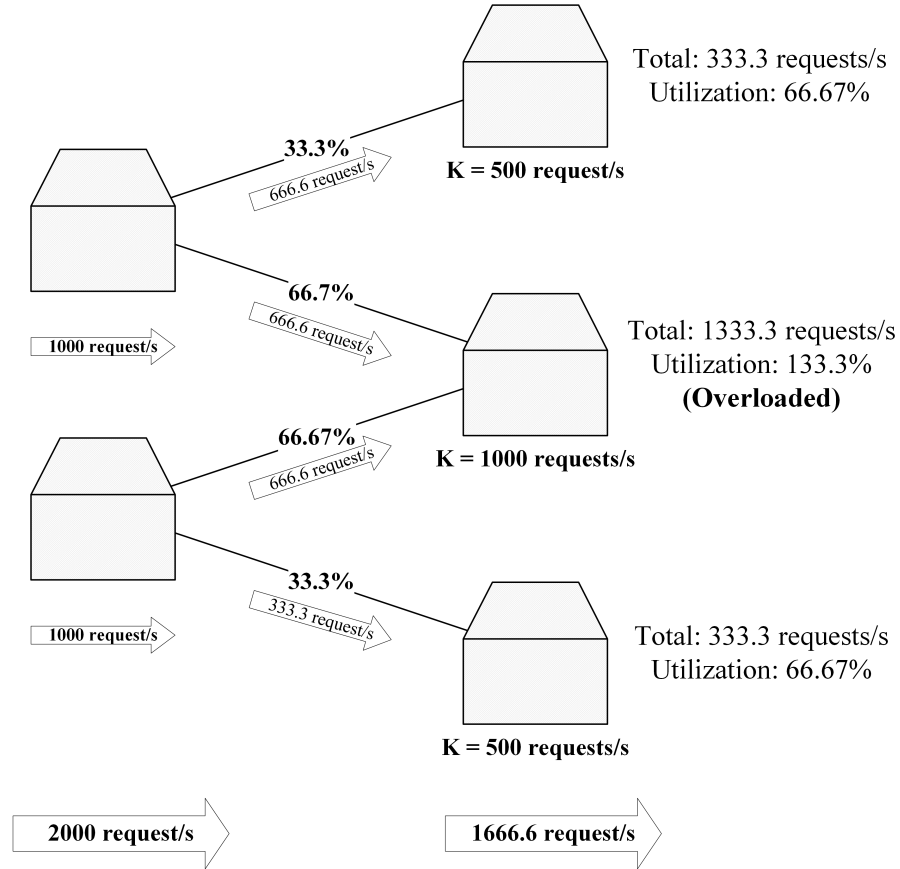 Total: 333.3 requests/s
Utilization: 66.67%
33.3%
666.6 request/s
K = 500 request/s
66.7%
666.6 request/s
1000 request/s
Total: 1333.3 requests/s
Utilization: 133.3%
(Overloaded)
66.67%
666.6 request/s
K = 1000 requests/s
33.3%
333.3 request/s
1000 request/s
Total: 333.3 requests/s
Utilization: 66.67%
K = 500 requests/s
2000 request/s
1666.6 request/s